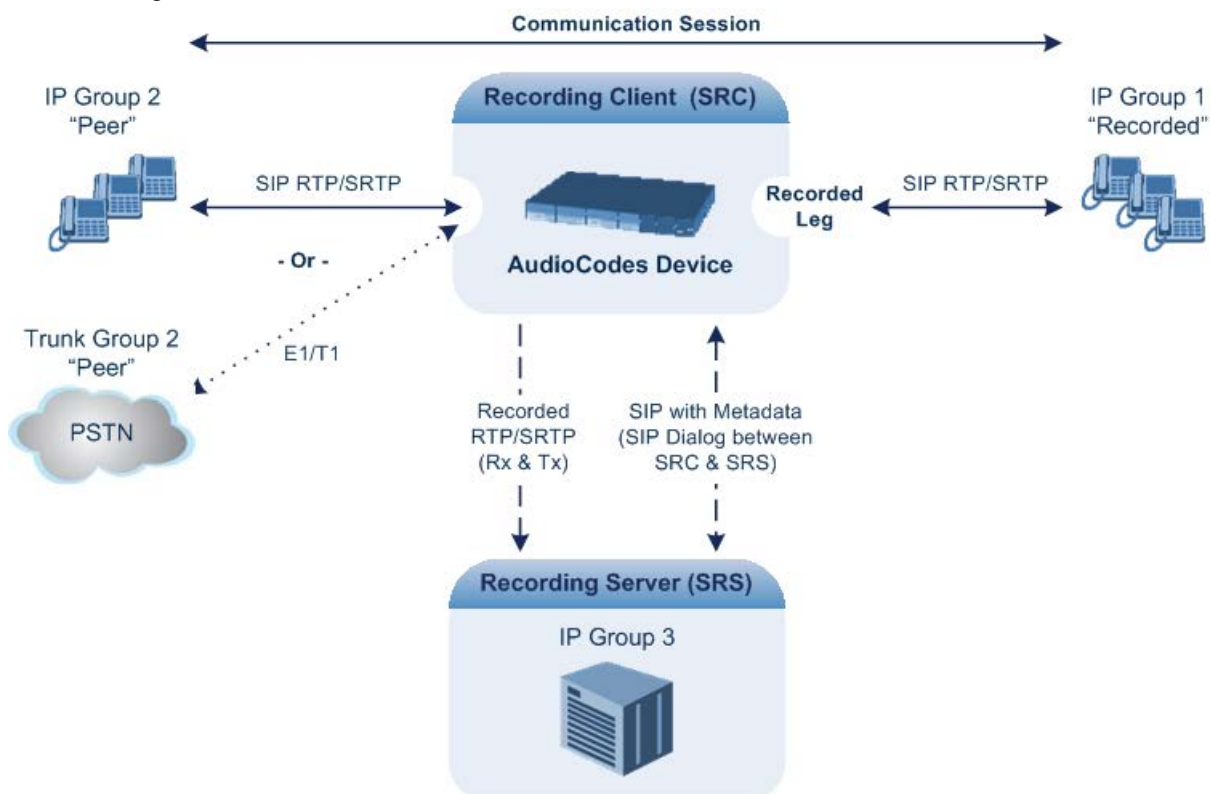 Communication Session
IP Group 2
"Peer"
Recording Client (SRC)
IP Group 1
"Recorded"
SIP RTP/SRTP
Recorded
Leg
SIP RTP/SRTP
- Or -
AudioCodes Device
Trunk Group 2
"Peer"
E1/T1
PSTN
Recorded
RTP/SRTP
(Rx & Tx)
SIP with Metadata
(SIP Dialog between
SRC & SRS)
Recording Server (SRS)
IP Group 3